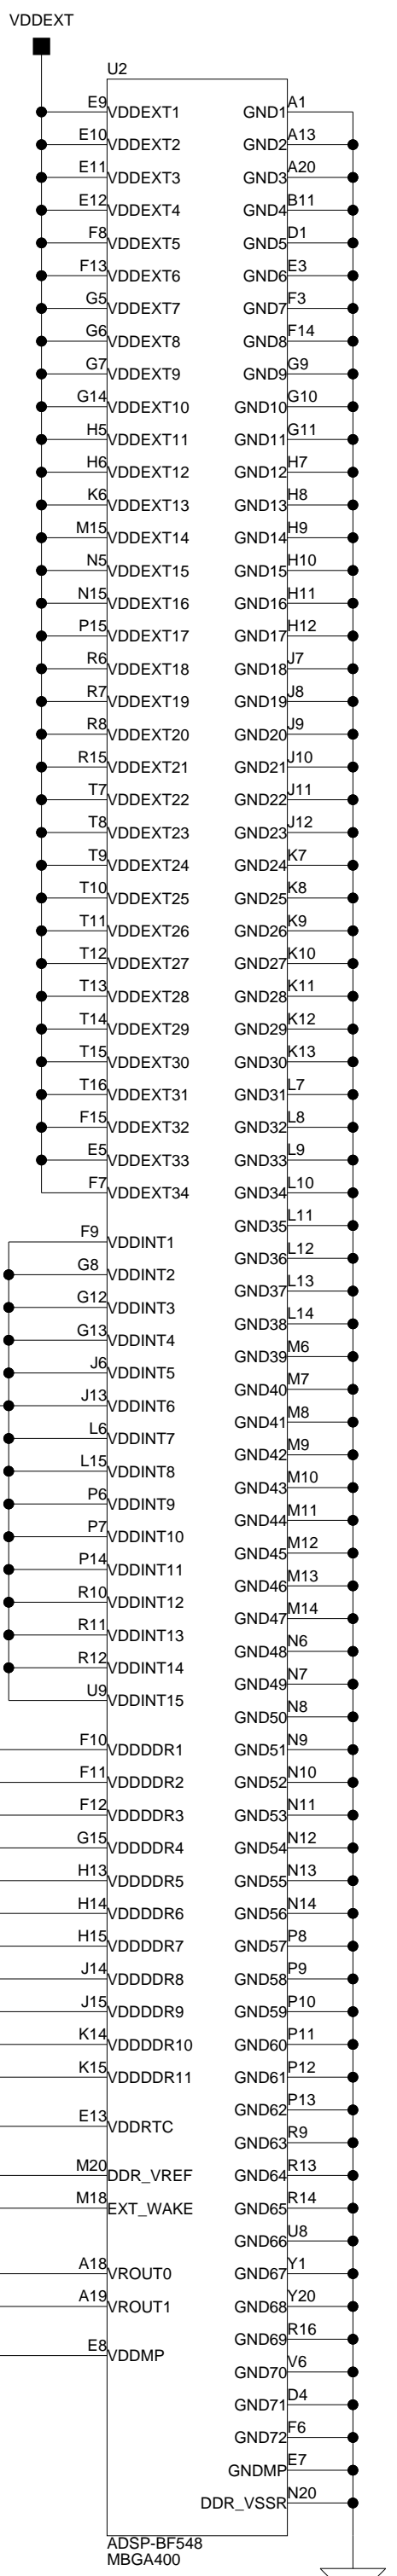 VDDEXT
U2
E9 VDDEXT1 GND1 A1
E10 VDDEXT2 GND2 A13
E11 VDDEXT3 GND3 A20
E12 VDDEXT4 GND4 B11
F8 VDDEXT5 GND5 D1
F13 VDDEXT6 GND6 E3
G5 VDDEXT7 GND7 F3
G6 VDDEXT8 GND8 F14
G7 VDDEXT9 GND9 G9
G14 VDDEXT10 GND10 G10
H5 VDDEXT11 GND11 G11
H6 VDDEXT12 GND12 H7
K6 VDDEXT13 GND13 H8
M15 VDDEXT14 GND14 H9
N5 VDDEXT15 GND15 H10
N15 VDDEXT16 GND16 H11
P15 VDDEXT17 GND17 H12
R6 VDDEXT18 GND18 J7
R7 VDDEXT19 GND19 J8
R8 VDDEXT20 GND20 J9
R15 VDDEXT21 GND21 J10
T7 VDDEXT22 GND22 J11
T8 VDDEXT23 GND23 J12
T9 VDDEXT24 GND24 K7
T10 VDDEXT25 GND25 K8
T11 VDDEXT26 GND26 K9
T12 VDDEXT27 GND27 K10
T13 VDDEXT28 GND28 K11
T14 VDDEXT29 GND29 K12
T15 VDDEXT30 GND30 K13
T16 VDDEXT31 GND31 L7
F15 VDDEXT32 GND32 L8
E5 VDDEXT33 GND33 L9
F7 VDDEXT34 GND34 L10
GND35 L11
F9 VDDINT1 GND36 L12
G8 VDDINT2 GND37 L13
G12 VDDINT3 GND38 L14
G13 VDDINT4 GND39 M6
J6 VDDINT5 GND40 M7
J13 VDDINT6 GND41 M8
L6 VDDINT7 GND42 M9
L15 VDDINT8 GND43 M10
P6 VDDINT9 GND44 M11
P7 VDDINT10 GND45 M12
P14 VDDINT11 GND46 M13
R10 VDDINT12 GND47 M14
R11 VDDINT13 GND48 N6
R12 VDDINT14 GND49 N7
U9 VDDINT15 GND50 N8
F10 VDDDDR1 GND51 N9
F11 VDDDDR2 GND52 N10
F12 VDDDDR3 GND53 N11
G15 VDDDDR4 GND54 N12
H13 VDDDDR5 GND55 N13
H14 VDDDDR6 GND56 N14
H15 VDDDDR7 GND57 P8
J14 VDDDDR8 GND58 P9
J15 VDDDDR9 GND59 P10
K14 VDDDDR10 GND60 P11
K15 VDDDDR11 GND61 P12
GND62 P13
E13 VDDRTC GND63 R9
M20 DDR_VREF GND64 R13
M18 EXT_WAKE GND65 R14
GND66 U8
A18 VROUT0 GND67 Y1
A19 VROUT1 GND68 Y20
GND69 R16
E8 VDDMP GND70 V6
GND71 D4
GND72 F6
GNDMP E7
DDR_VSSR N20
ADSP-BF548
MBGA400